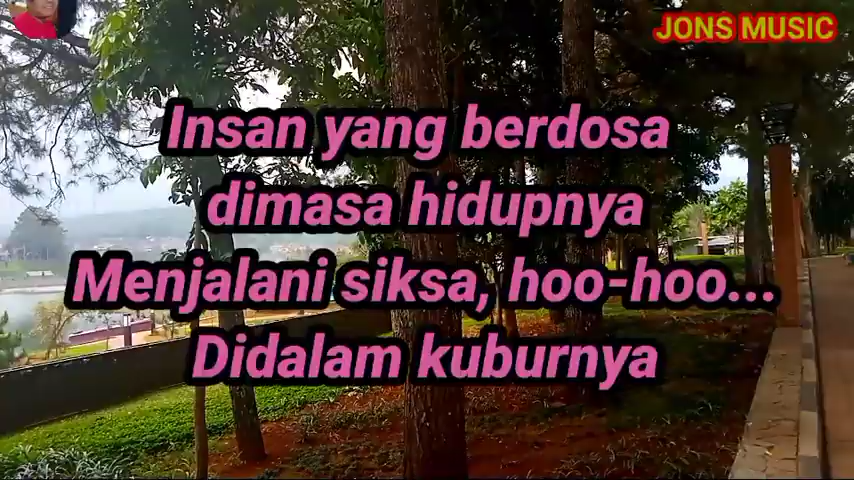 JONS MUSIC
Insan yang berdosa
dimasa hidupnya
Menjalani siksa, hoo-hoo...
Didalam kuburnya